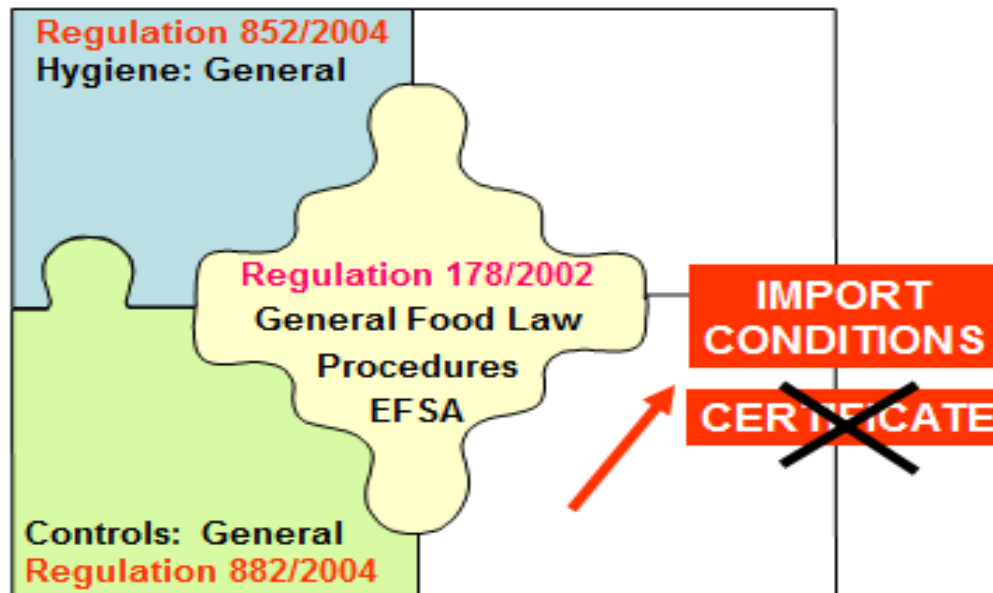 Regulation 852/2004
Hygiene: General
Regulation 178/2002
General Food Law
Procedures
EFSA
IMPORT
CONDITIONS
CERTIFICATE
Controls: General
Regulation 882/2004